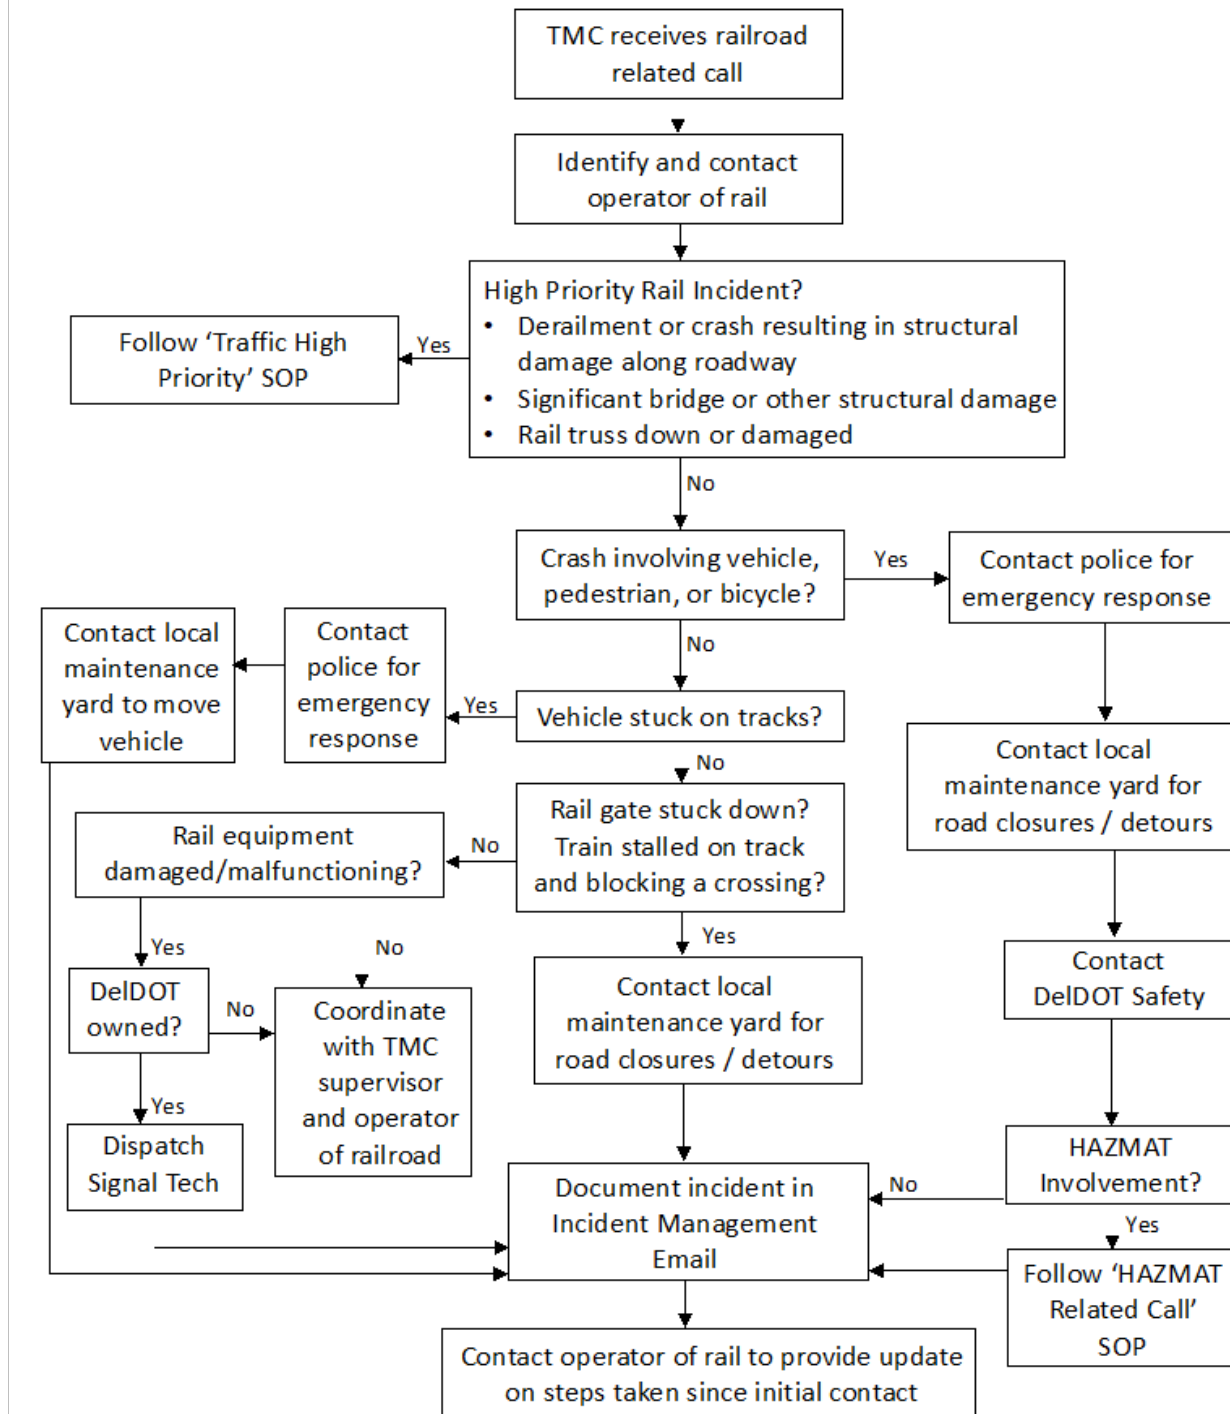 TMC receives railroad
related call
Identify and contact
operator of rail
High Priority Rail Incident?
• Derailment or crash resulting in structural
damage along roadway
• Significant bridge or other structural damage
• Rail truss down or damaged
Yes
Follow ‘Traffic High
Priority’ SOP
No
Crash involving vehicle,
pedestrian, or bicycle?
Yes
Contact police for
emergency response
No
Vehicle stuck on tracks?
Yes
Contact
police for
emergency
response
Contact local
maintenance
yard to move
vehicle
No
Rail gate stuck down?
Train stalled on track
and blocking a crossing?
No
Rail equipment
damaged/malfunctioning?
Yes
DelDOT
owned?
No
No
Coordinate
with TMC
supervisor
and operator
of railroad
Yes
Dispatch
Signal Tech
Yes
Contact local
maintenance yard for
road closures / detours
Contact local
maintenance yard for
road closures / detours
Contact
DelDOT Safety
HAZMAT
Involvement?
No
Yes
Follow ‘HAZMAT
Related Call’
SOP
Document incident in
Incident Management
Email
Contact operator of rail to provide update
on steps taken since initial contact